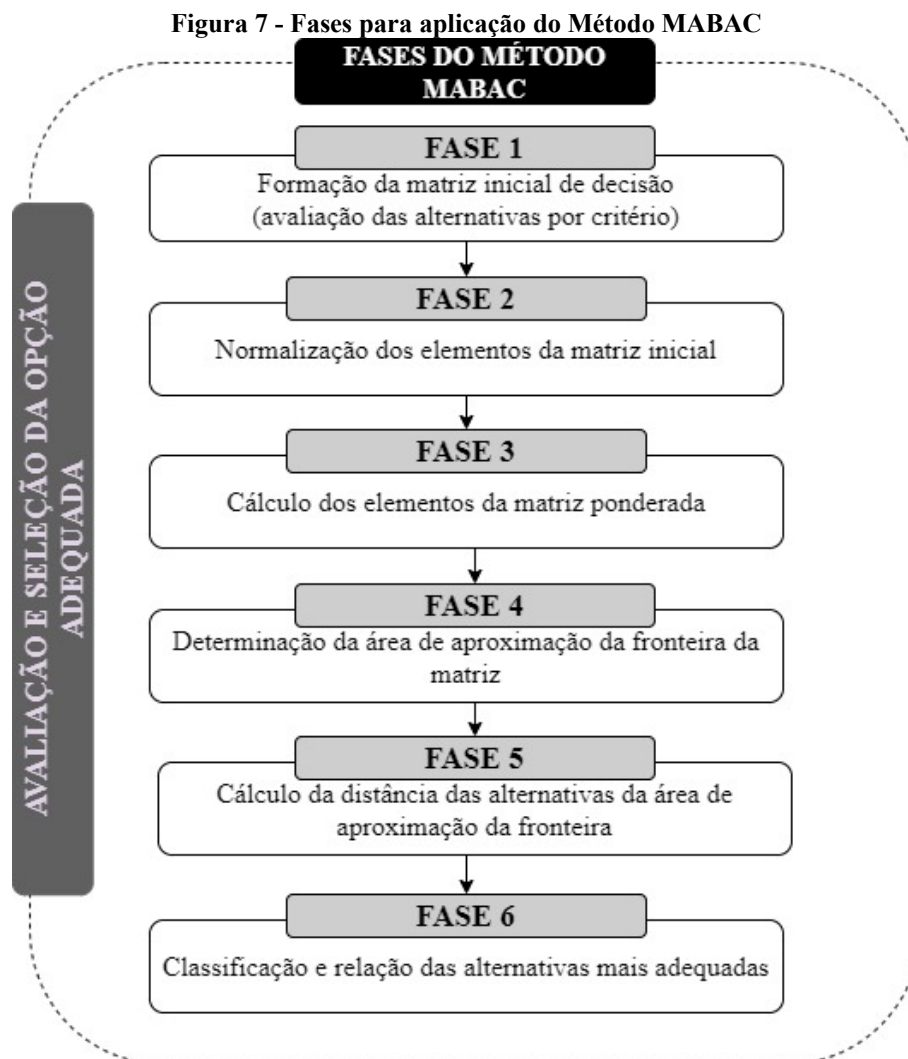 Figura 7 - Fases para aplicação do Método MABAC
FASES DO MÉTODO
MABAC
AVALIAÇÃO E SELEÇÃO DA OPÇÃO
ADEQUADA
FASE 1
Formação da matriz inicial de decisão
(avaliação das alternativas por critério)
FASE 2
Normalização dos elementos da matriz inicial
FASE 3
Cálculo dos elementos da matriz ponderada
FASE 4
Determinação da área de aproximação da fronteira da
matriz
FASE 5
Cálculo da distância das alternativas da área de
aproximação da fronteira
FASE 6
Classificação e relação das alternativas mais adequadas